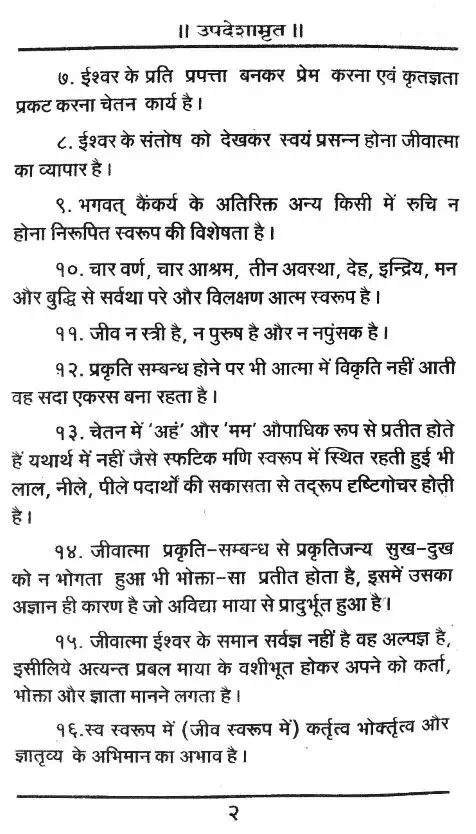 ॥ उपदेशामृत ॥
७. ईश्वर के प्रति प्रपत्ता बनकर प्रेम करना एवं कृतज्ञता
प्रकट करना चेतन कार्य है।
८. ईश्वर के संतोष को देखकर स्वयं प्रसन्न होना जीवात्मा
का व्यापार है।
९. भगवत् कैंकर्य के अतिरिक्त अन्य किसी में रुचि न
होना निरूपित स्वरूप की विशेषता है।
१०. चार वर्ण, चार आश्रम, तीन अवस्था, देह, इन्द्रिय, मन
और बुद्धि से सर्वथा परे और विलक्षण आत्म स्वरूप है।
११. जीव न स्त्री है, न पुरुष है और न नपुंसक है।
१२. प्रकृति सम्बन्ध होने पर भी आत्मा में विकृति नहीं आती
वह सदा एकरस बना रहता है।
१३. चेतन में 'अहं' और 'मम' औपाधिक रूप से प्रतीत होते
हैं यथार्थ में नहीं जैसे स्फटिक मणि स्वरूप में स्थित रहती हुई भी
लाल, नीले, पीले पदार्थों की सकासता से तद्रूप दृष्टिगोचर होती
है।
१४. जीवात्मा प्रकृति-सम्बन्ध से प्रकृतिजन्य सुख-दुख
को न भोगता हुआ भी भोक्ता-सा प्रतीत होता है, इसमें उसका
अज्ञान ही कारण है जो अविद्या माया से प्रादुर्भूत हुआ है।
१५. जीवात्मा ईश्वर के समान सर्वज्ञ नहीं है वह अल्पज्ञ है,
इसीलिये अत्यन्त प्रबल माया के वशीभूत होकर अपने को कर्ता,
भोक्ता और ज्ञाता मानने लगता है।
१६.स्व स्वरूप में (जीव स्वरूप में) कर्तृत्व भोर्क्तृत्व और
ज्ञातृव्य के अभिमान का अभाव है।
२